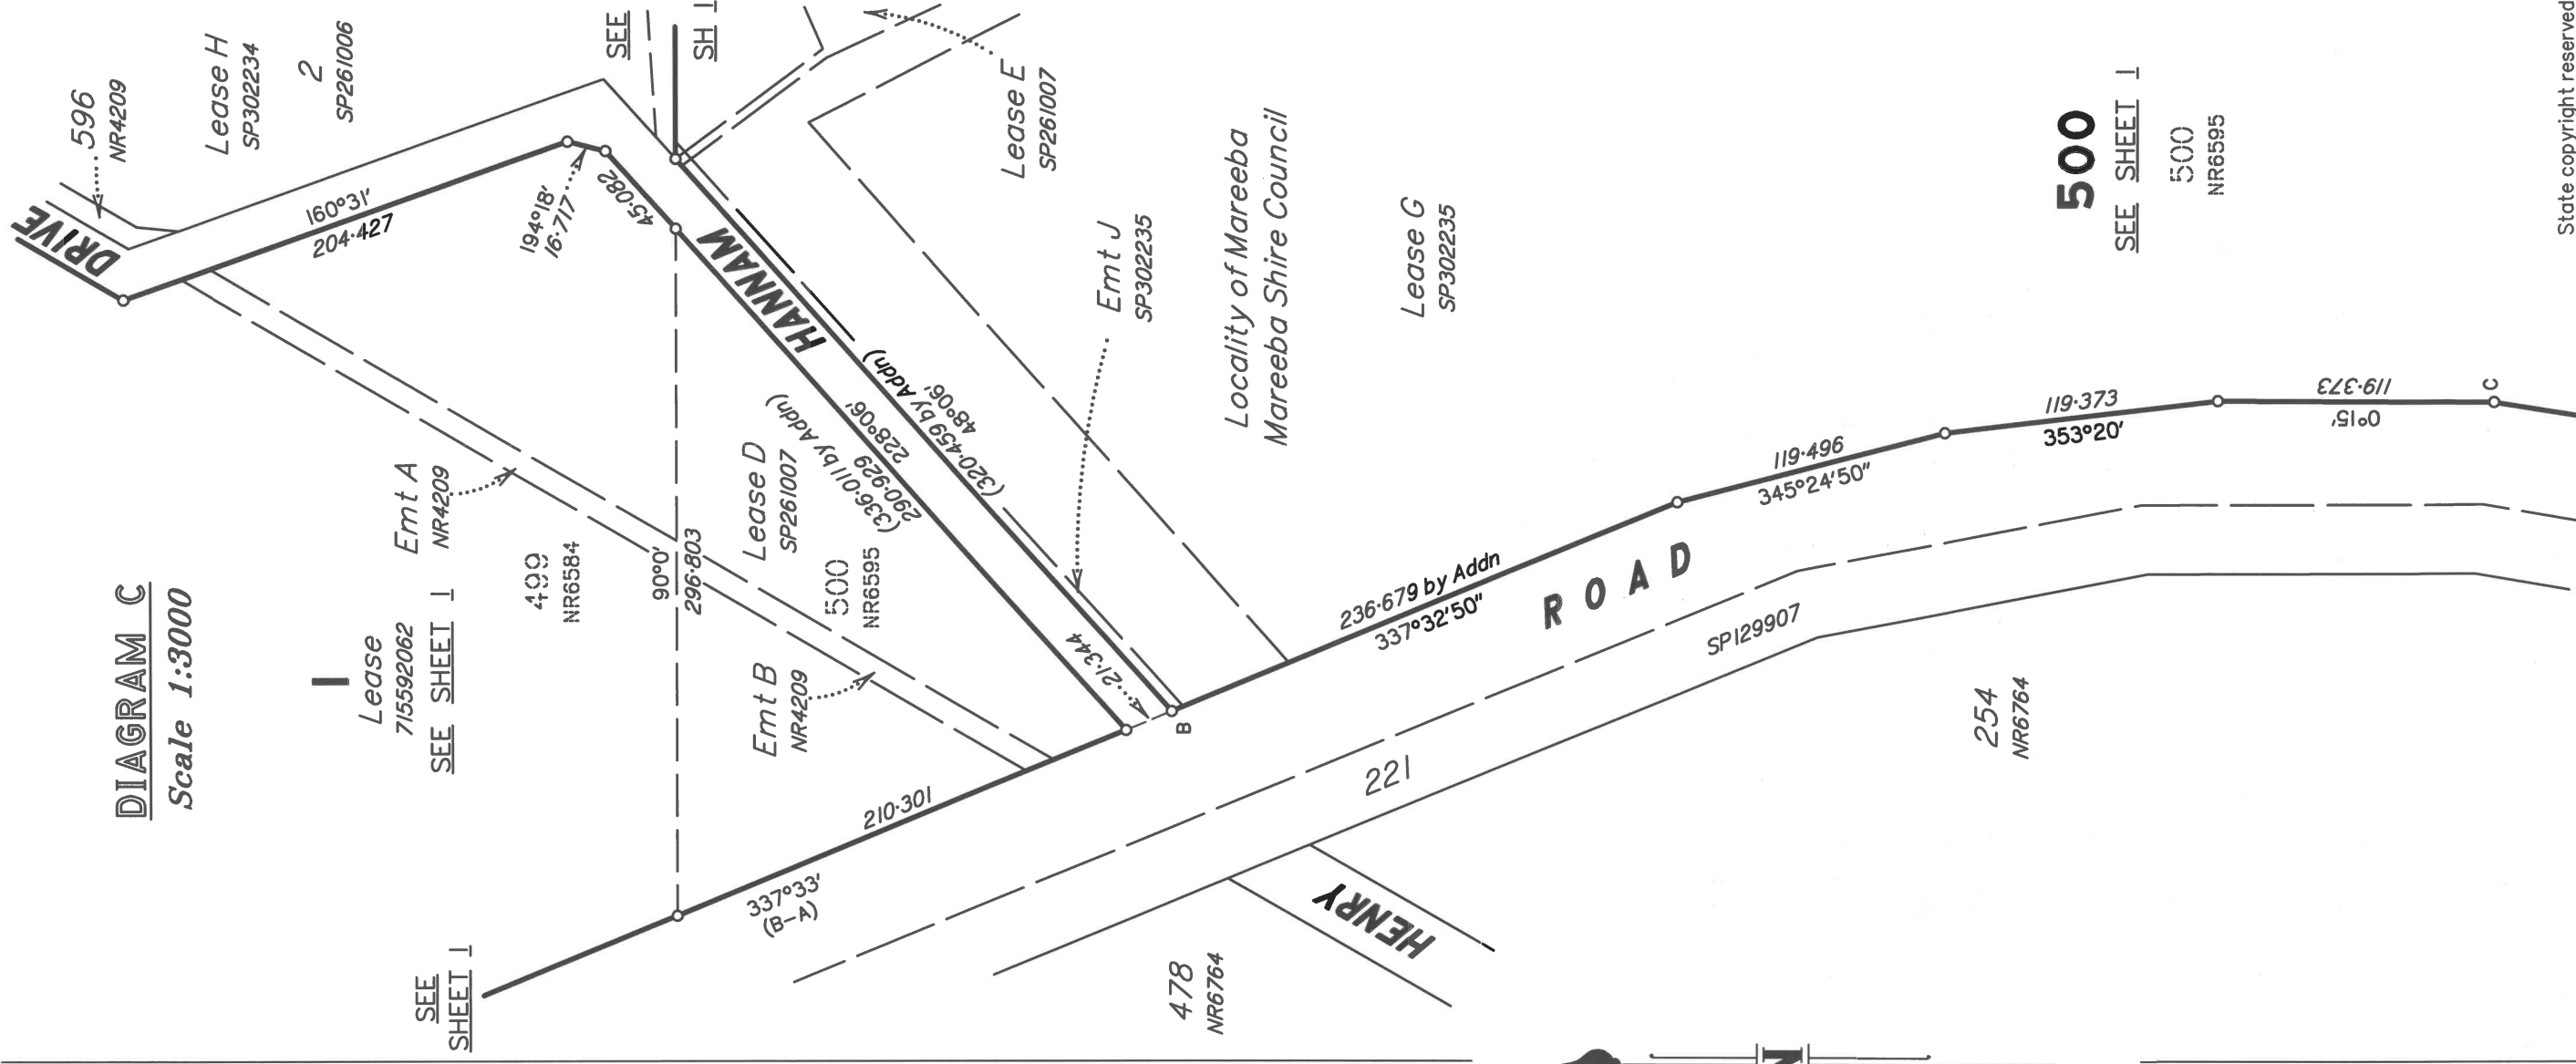 DIAGRAM C
Scale 1:3000
1
Lease
715592062
SEE SHEET 1
SEE
SHEET 1
596
NR4209
DRIVE
Lease H
SP302234
2
SP261006
160°31'
204·427
194°18'
16·717
45·082
SEE
SH 1
Emt A
NR4209
499
NR6584
90°0'
296·803
Lease D
SP261007
500
NR6595
Emt B
NR4209
HANNAM
228°06'
290·929
(336·011 by Addn)
(320·459 by Addn)
48°06'
21·344
B
210·301
337°33'
(B-A)
Lease E
SP261007
Emt J
SP302235
Locality of Mareeba
Mareeba Shire Council
Lease G
SP302235
236·679 by Addn
337°32'50"
ROAD
119·496
345°24'50"
119·373
353°20'
119·373
0°15'
C
SP129907
221
HENRY
478
NR6764
254
NR6764
500
SEE SHEET 1
500
NR6595
State copyright reserved
N